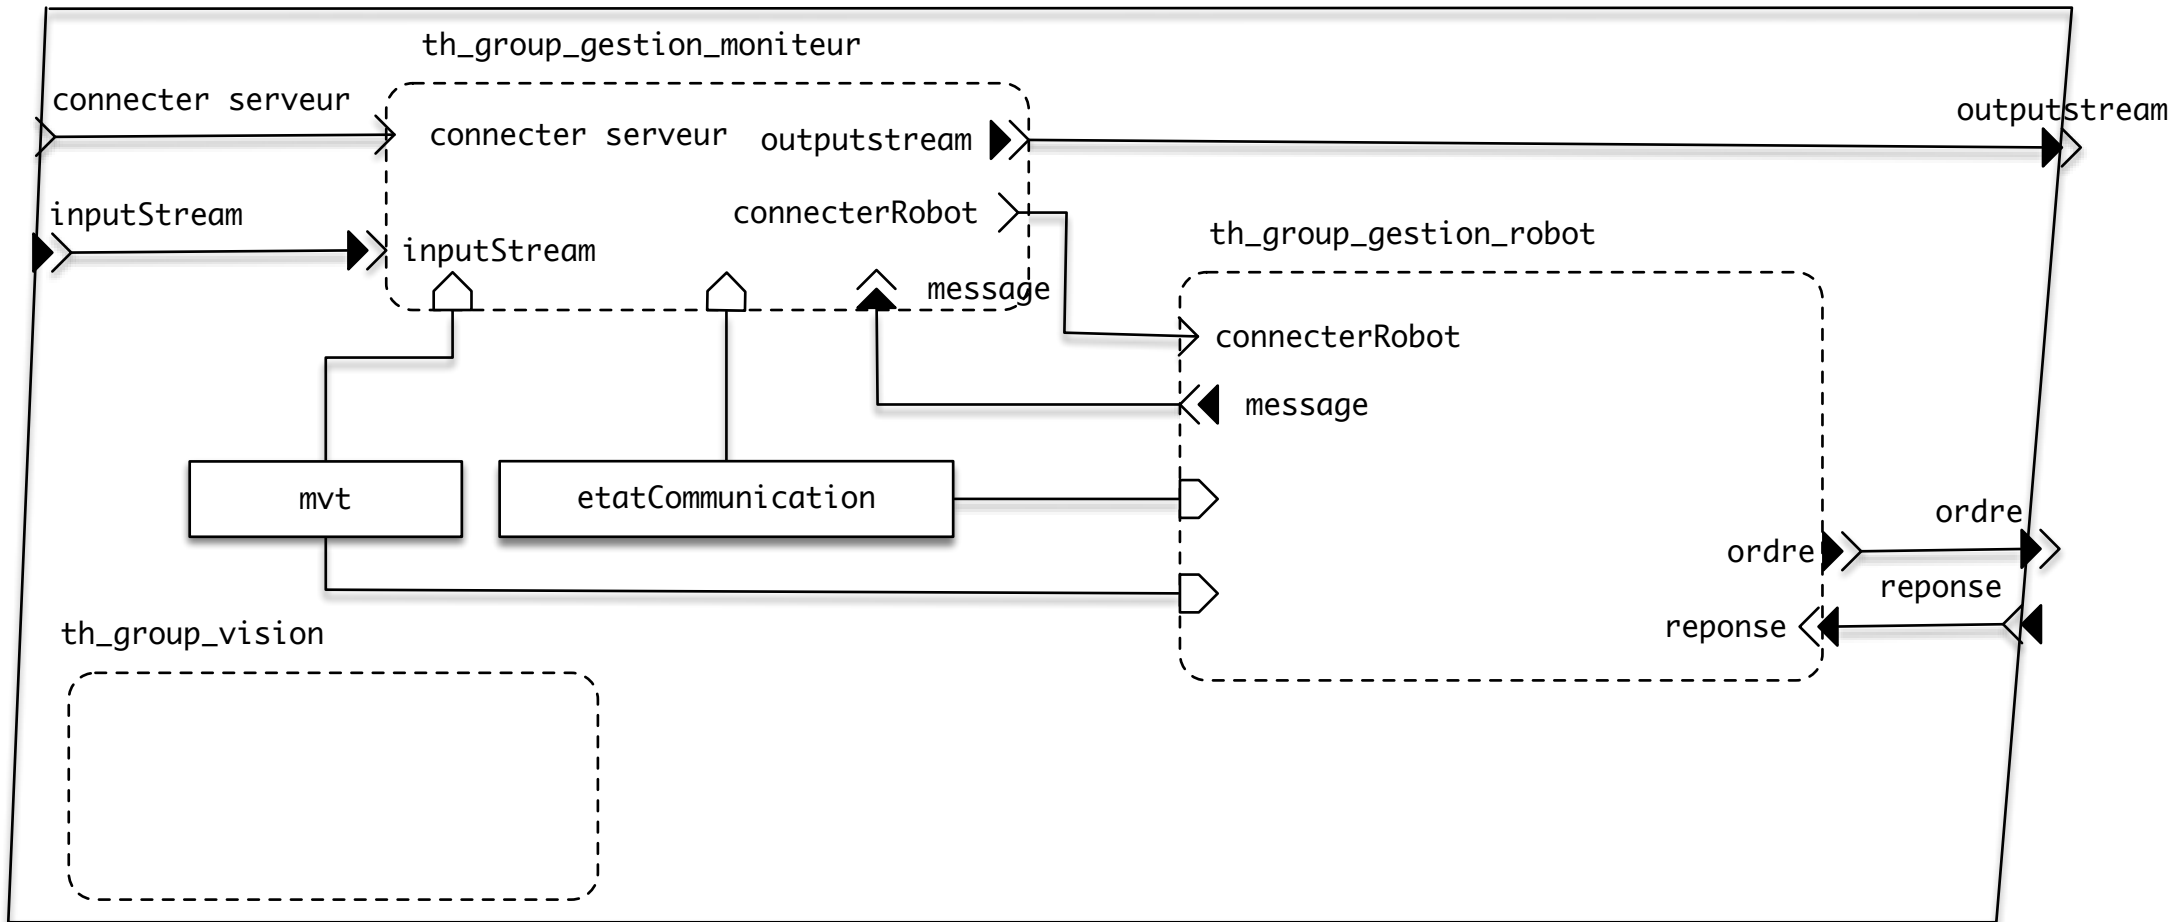 th_group_gestion_moniteur
connecter serveur
outputstream
connecter serveur
outputstream
inputStream
connecterRobot
th_group_gestion_robot
inputStream
message
connecterRobot
message
mvt
etatCommunication
ordre
ordre
reponse
reponse
th_group_vision